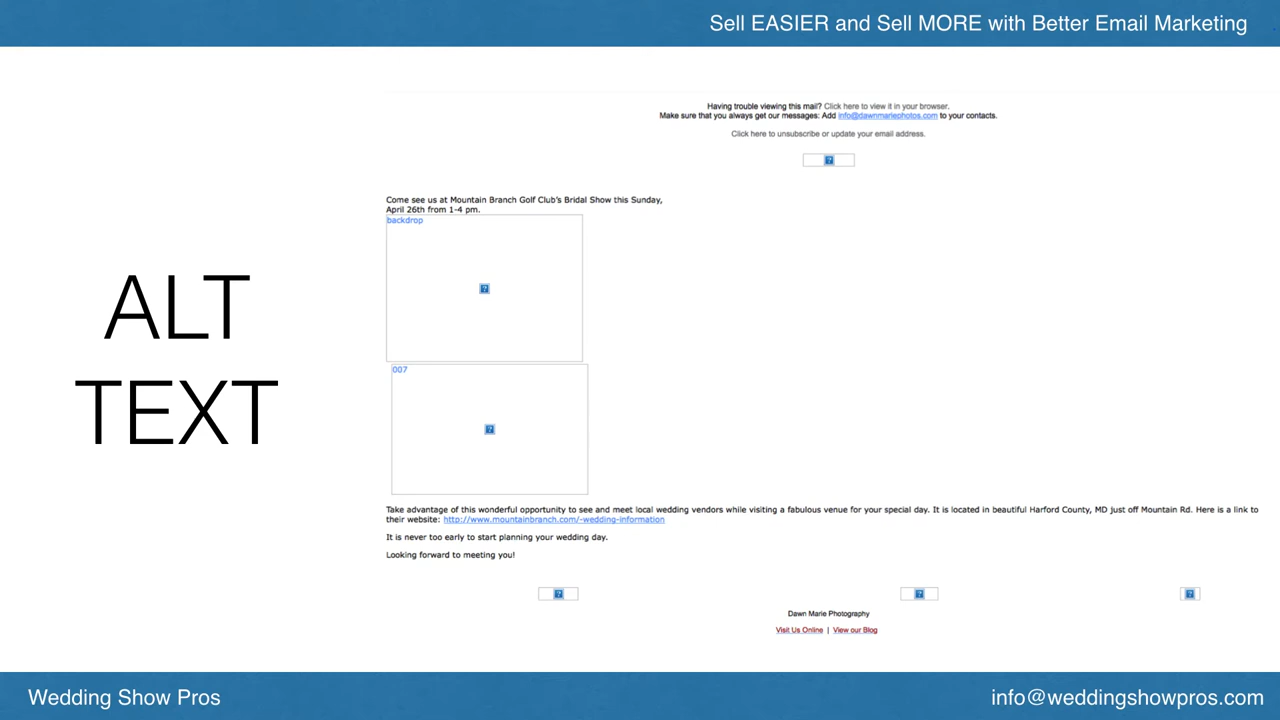 Sell EASIER and Sell MORE with Better Email Marketing
Having trouble viewing this mail? Click here to view it in your browser.
Make sure that you always get our messages: Add info@dawnmariephotos.com to your contacts.
Click here to unsubscribe or update your email address.
?
Come see us at Mountain Branch Golf Club's Bridal Show this Sunday,
April 26th from 1-4 pm.
backdrop
?
ALT
TEXT
007
?
Take advantage of this wonderful opportunity to see and meet local wedding vendors while visiting a fabulous venue for your special day. It is located in beautiful Harford County, MD just off Mountain Rd. Here is a link to
their website: http://www.mountainbranch.com/-wedding-information
It is never too early to start planning your wedding day.
Looking forward to meeting you!
? ? ?
Dawn Marie Photography
Visit Us Online | View our Blog
Wedding Show Pros
info@weddingshowpros.com